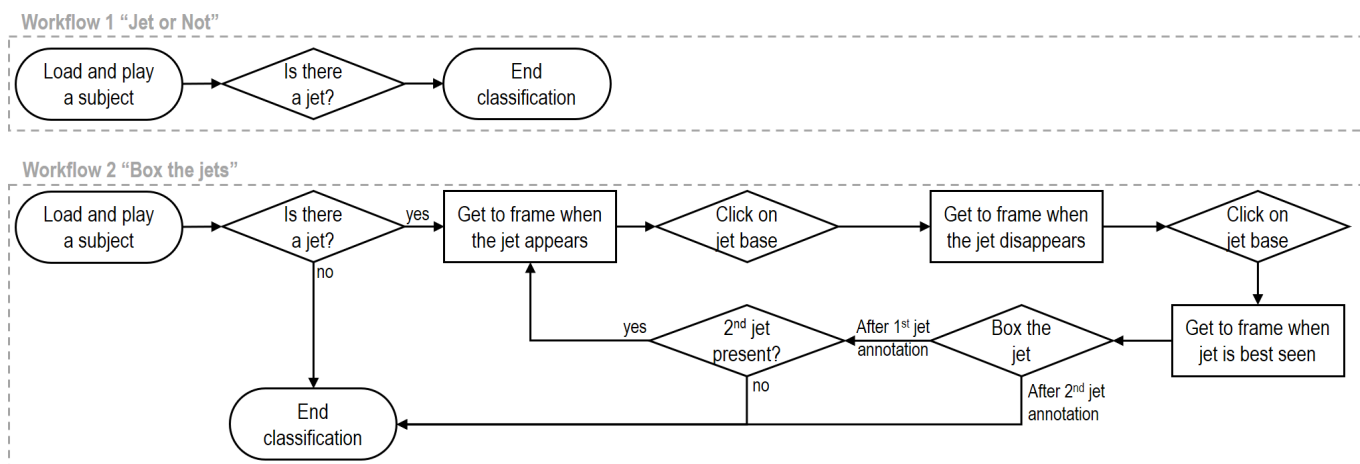 Workflow 1 “Jet or Not”
Load and play
a subject
Is there
a jet?
End
classification
Workflow 2 “Box the jets”
Load and play
a subject
Is there
a jet?
yes
no
Get to frame when
the jet appears
Click on
jet base
Get to frame when
the jet disappears
Click on
jet base
Get to frame when
jet is best seen
Box the
jet
After 1st jet
annotation
After 2nd jet
annotation
2nd jet
present?
yes
no
End
classification